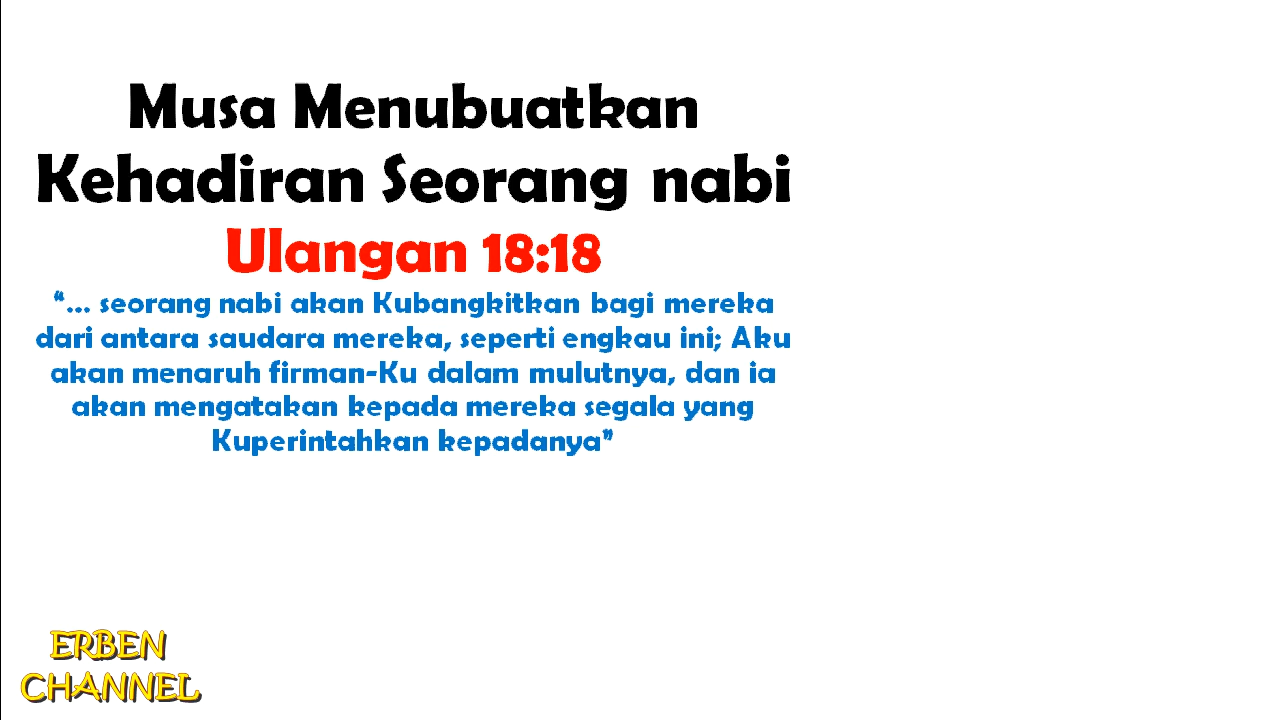 Musa Menubuatkan
Kehadiran Seorang nabi
Ulangan 18:18
“... seorang nabi akan Kubangkitkan bagi mereka
dari antara saudara mereka, seperti engkau ini; Aku
akan menaruh firman-Ku dalam mulutnya, dan ia
akan mengatakan kepada mereka segala yang
Kuperintahkan kepadanya”
ERBEN
CHANNEL